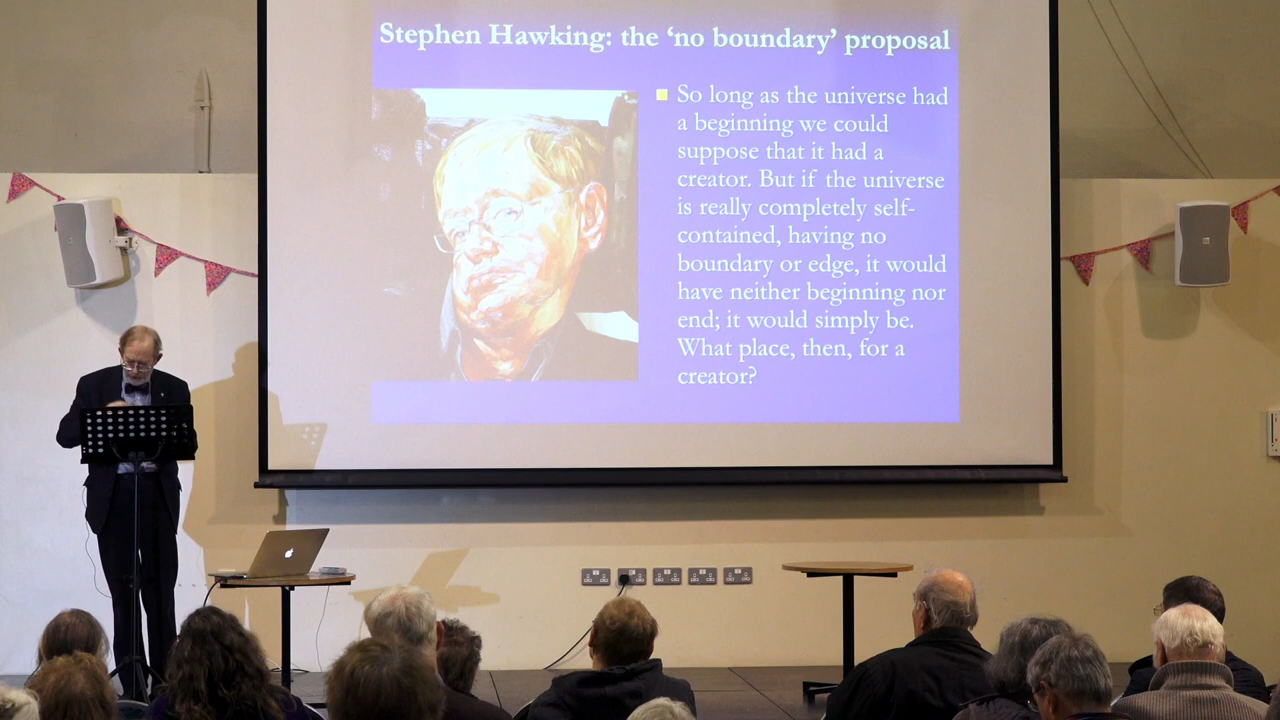 Stephen Hawking: the ‘no boundary’ proposal
So long as the universe had
a beginning we could
suppose that it had a
creator. But if the universe
is really completely self-
contained, having no
boundary or edge, it would
have neither beginning nor
end; it would simply be.
What place, then, for a
creator?